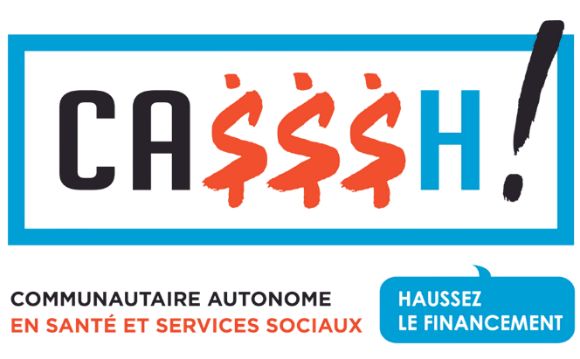 CA$$$H!
COMMUNAUTAIRE AUTONOME
EN SANTÉ ET SERVICES SOCIAUX
HAUSSEZ
LE FINANCEMENT